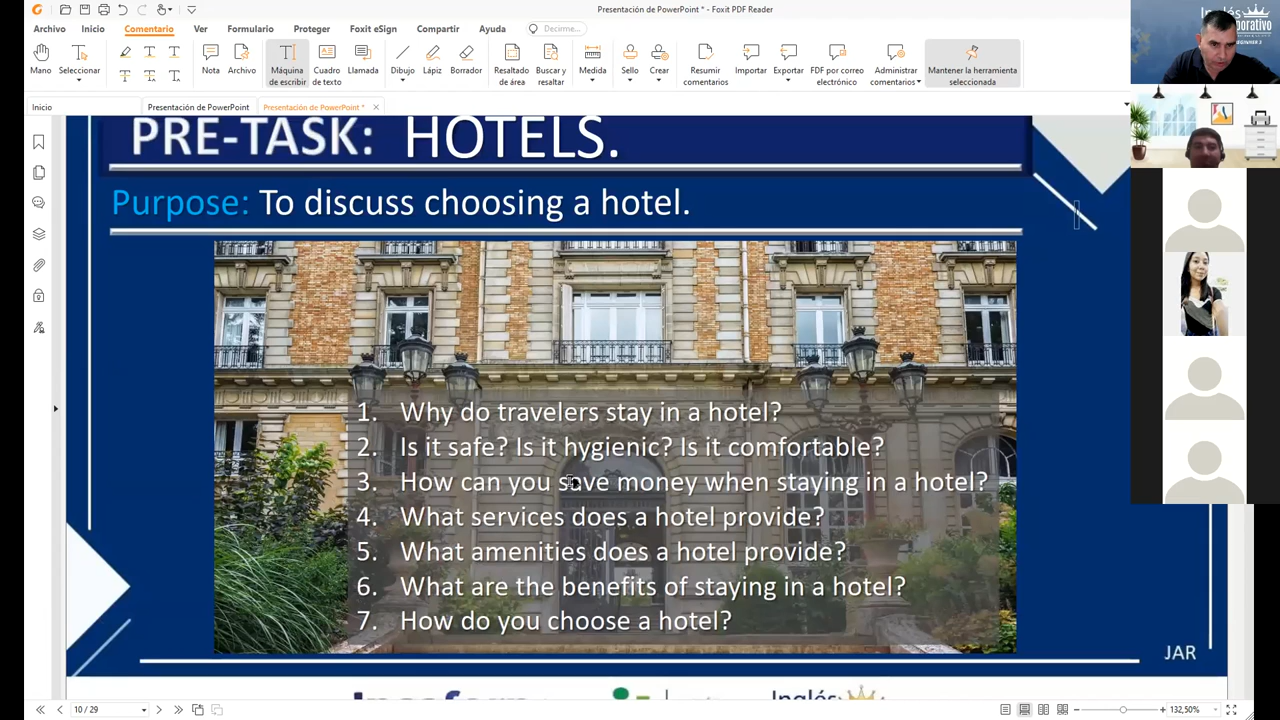 Presentación de PowerPoint * - Foxit PDF Reader
Archivo Inicio Comentario Ver Formulario Proteger Foxit eSign Compartir Ayuda Decirme...
Mano Seleccionar Nota Archivo Máquina de escribir Cuadro de texto Llamada Dibujo Lápiz Borrador Resaltado de área Buscar y resaltar Medida Sello Crear Resumir comentarios Importar Exportar PDF por correo electrónico Administrar comentarios Mantener la herramienta seleccionada
Inicio Presentación de PowerPoint Presentación de PowerPoint *
PRE-TASK: HOTELS.
Purpose: To discuss choosing a hotel.
1. Why do travelers stay in a hotel?
2. Is it safe? Is it hygienic? Is it comfortable?
3. How can you save money when staying in a hotel?
4. What services does a hotel provide?
5. What amenities does a hotel provide?
6. What are the benefits of staying in a hotel?
7. How do you choose a hotel?
JAR
Inglés
10 / 29
132,50%